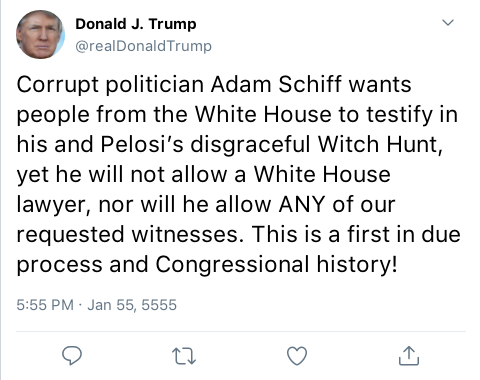 Donald J. Trump
@realDonaldTrump
Corrupt politician Adam Schiff wants
people from the White House to testify in
his and Pelosi’s disgraceful Witch Hunt,
yet he will not allow a White House
lawyer, nor will he allow ANY of our
requested witnesses. This is a first in due
process and Congressional history!
5:55 PM · Jan 55, 5555